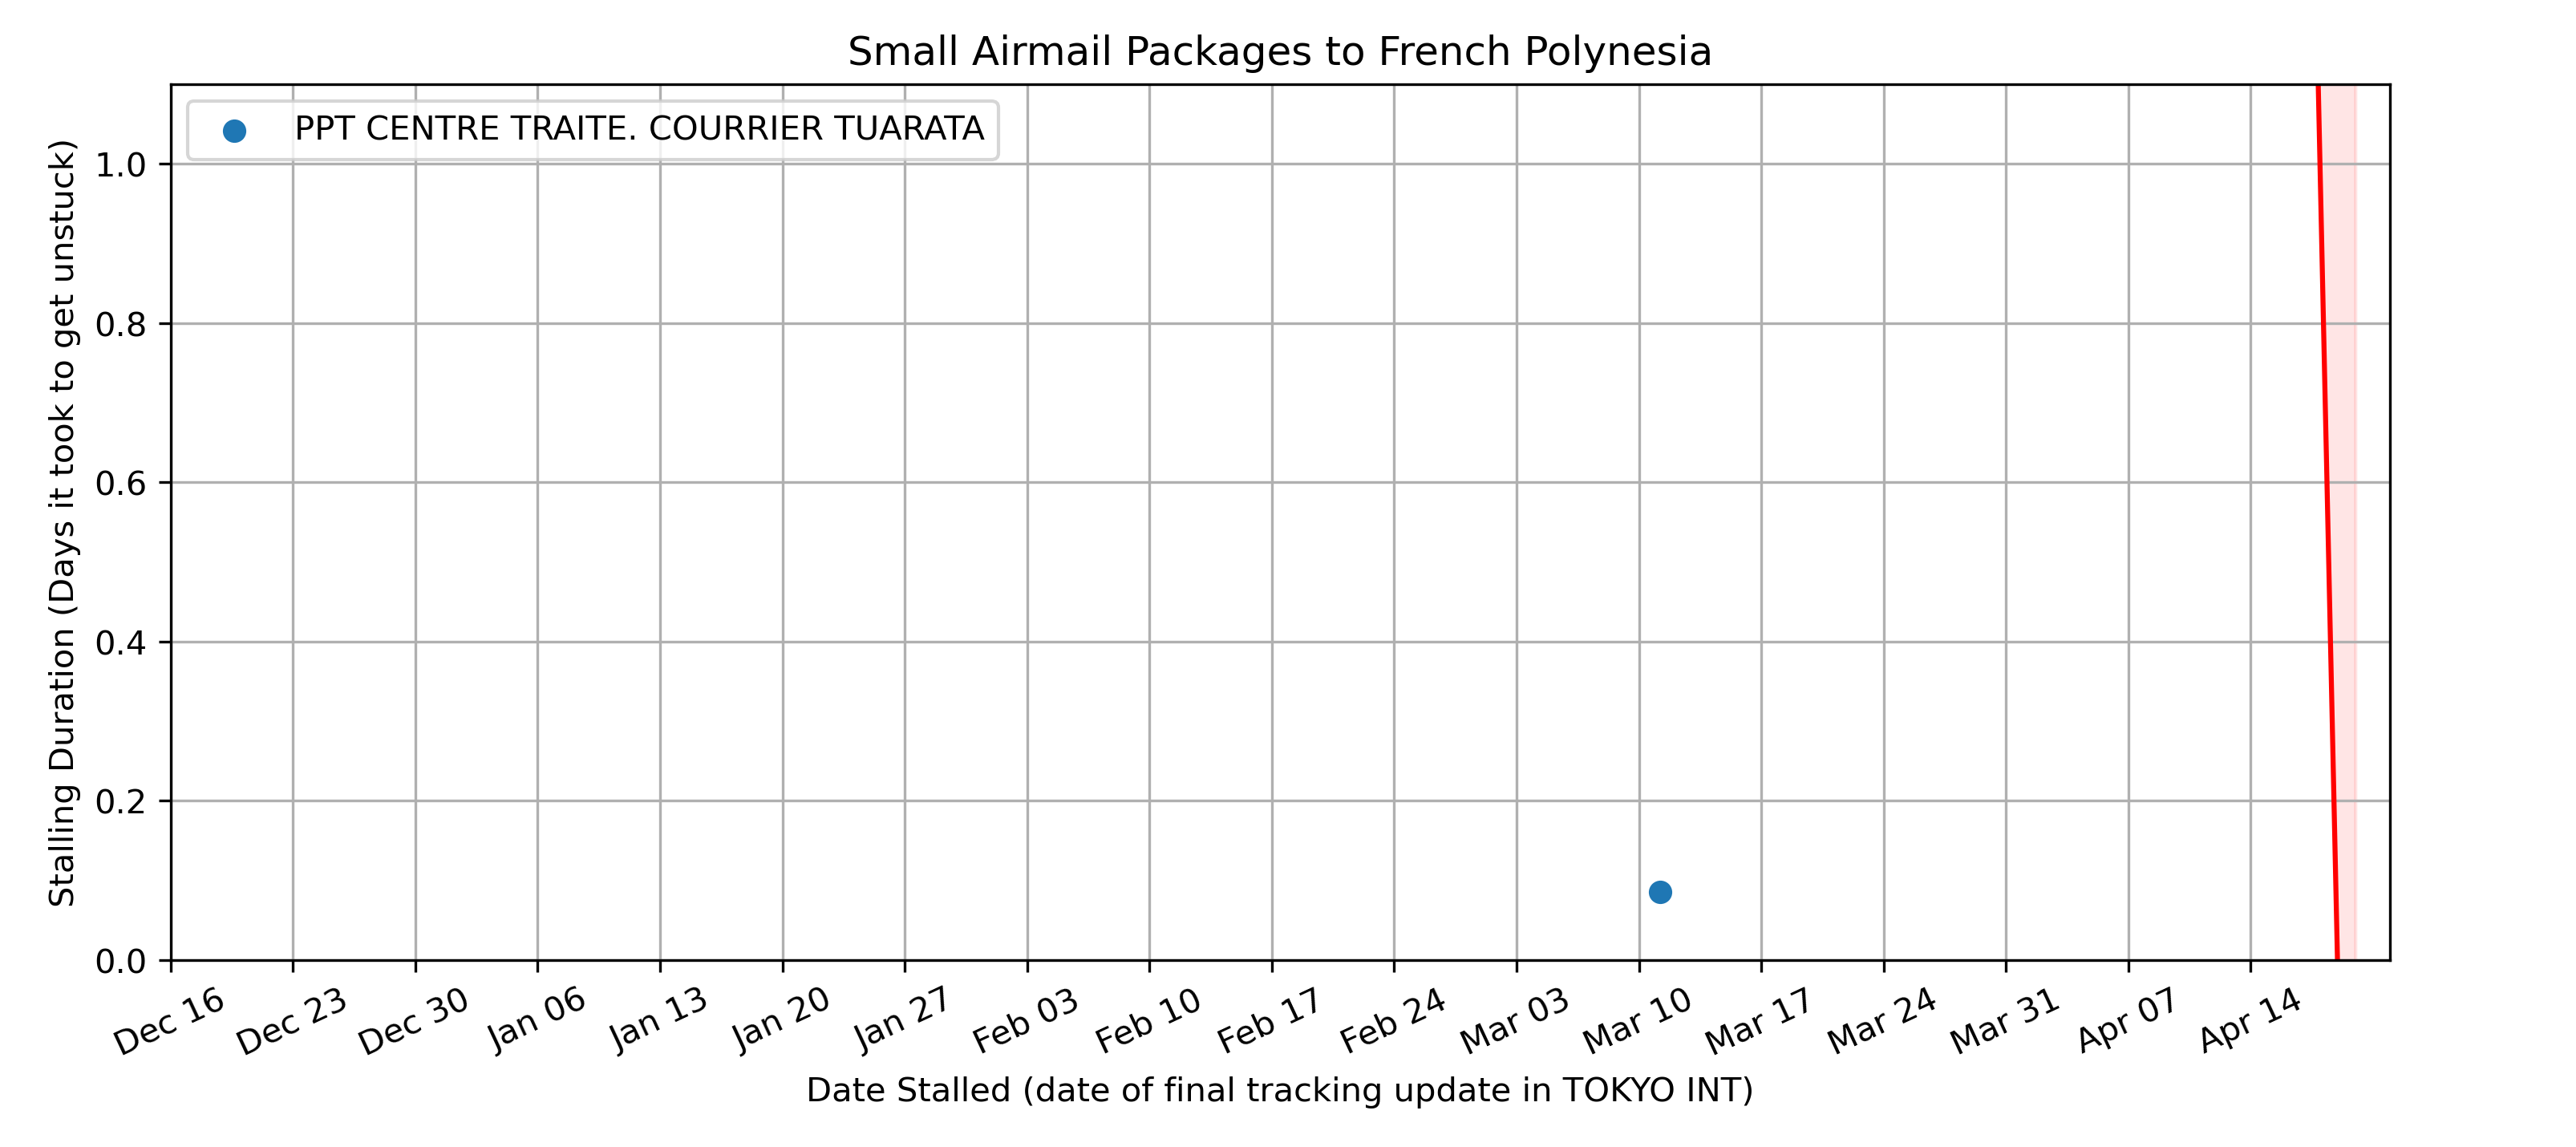 Small Airmail Packages to French Polynesia
PPT CENTRE TRAITE. COURRIER TUARATA
Stalling Duration (Days it took to get unstuck)
1.0
0.8
0.6
0.4
0.2
0.0
Dec 16 Dec 23 Dec 30 Jan 06 Jan 13 Jan 20 Jan 27 Feb 03 Feb 10 Feb 17 Feb 24 Mar 03 Mar 10 Mar 17 Mar 24 Mar 31 Apr 07 Apr 14
Date Stalled (date of final tracking update in TOKYO INT)